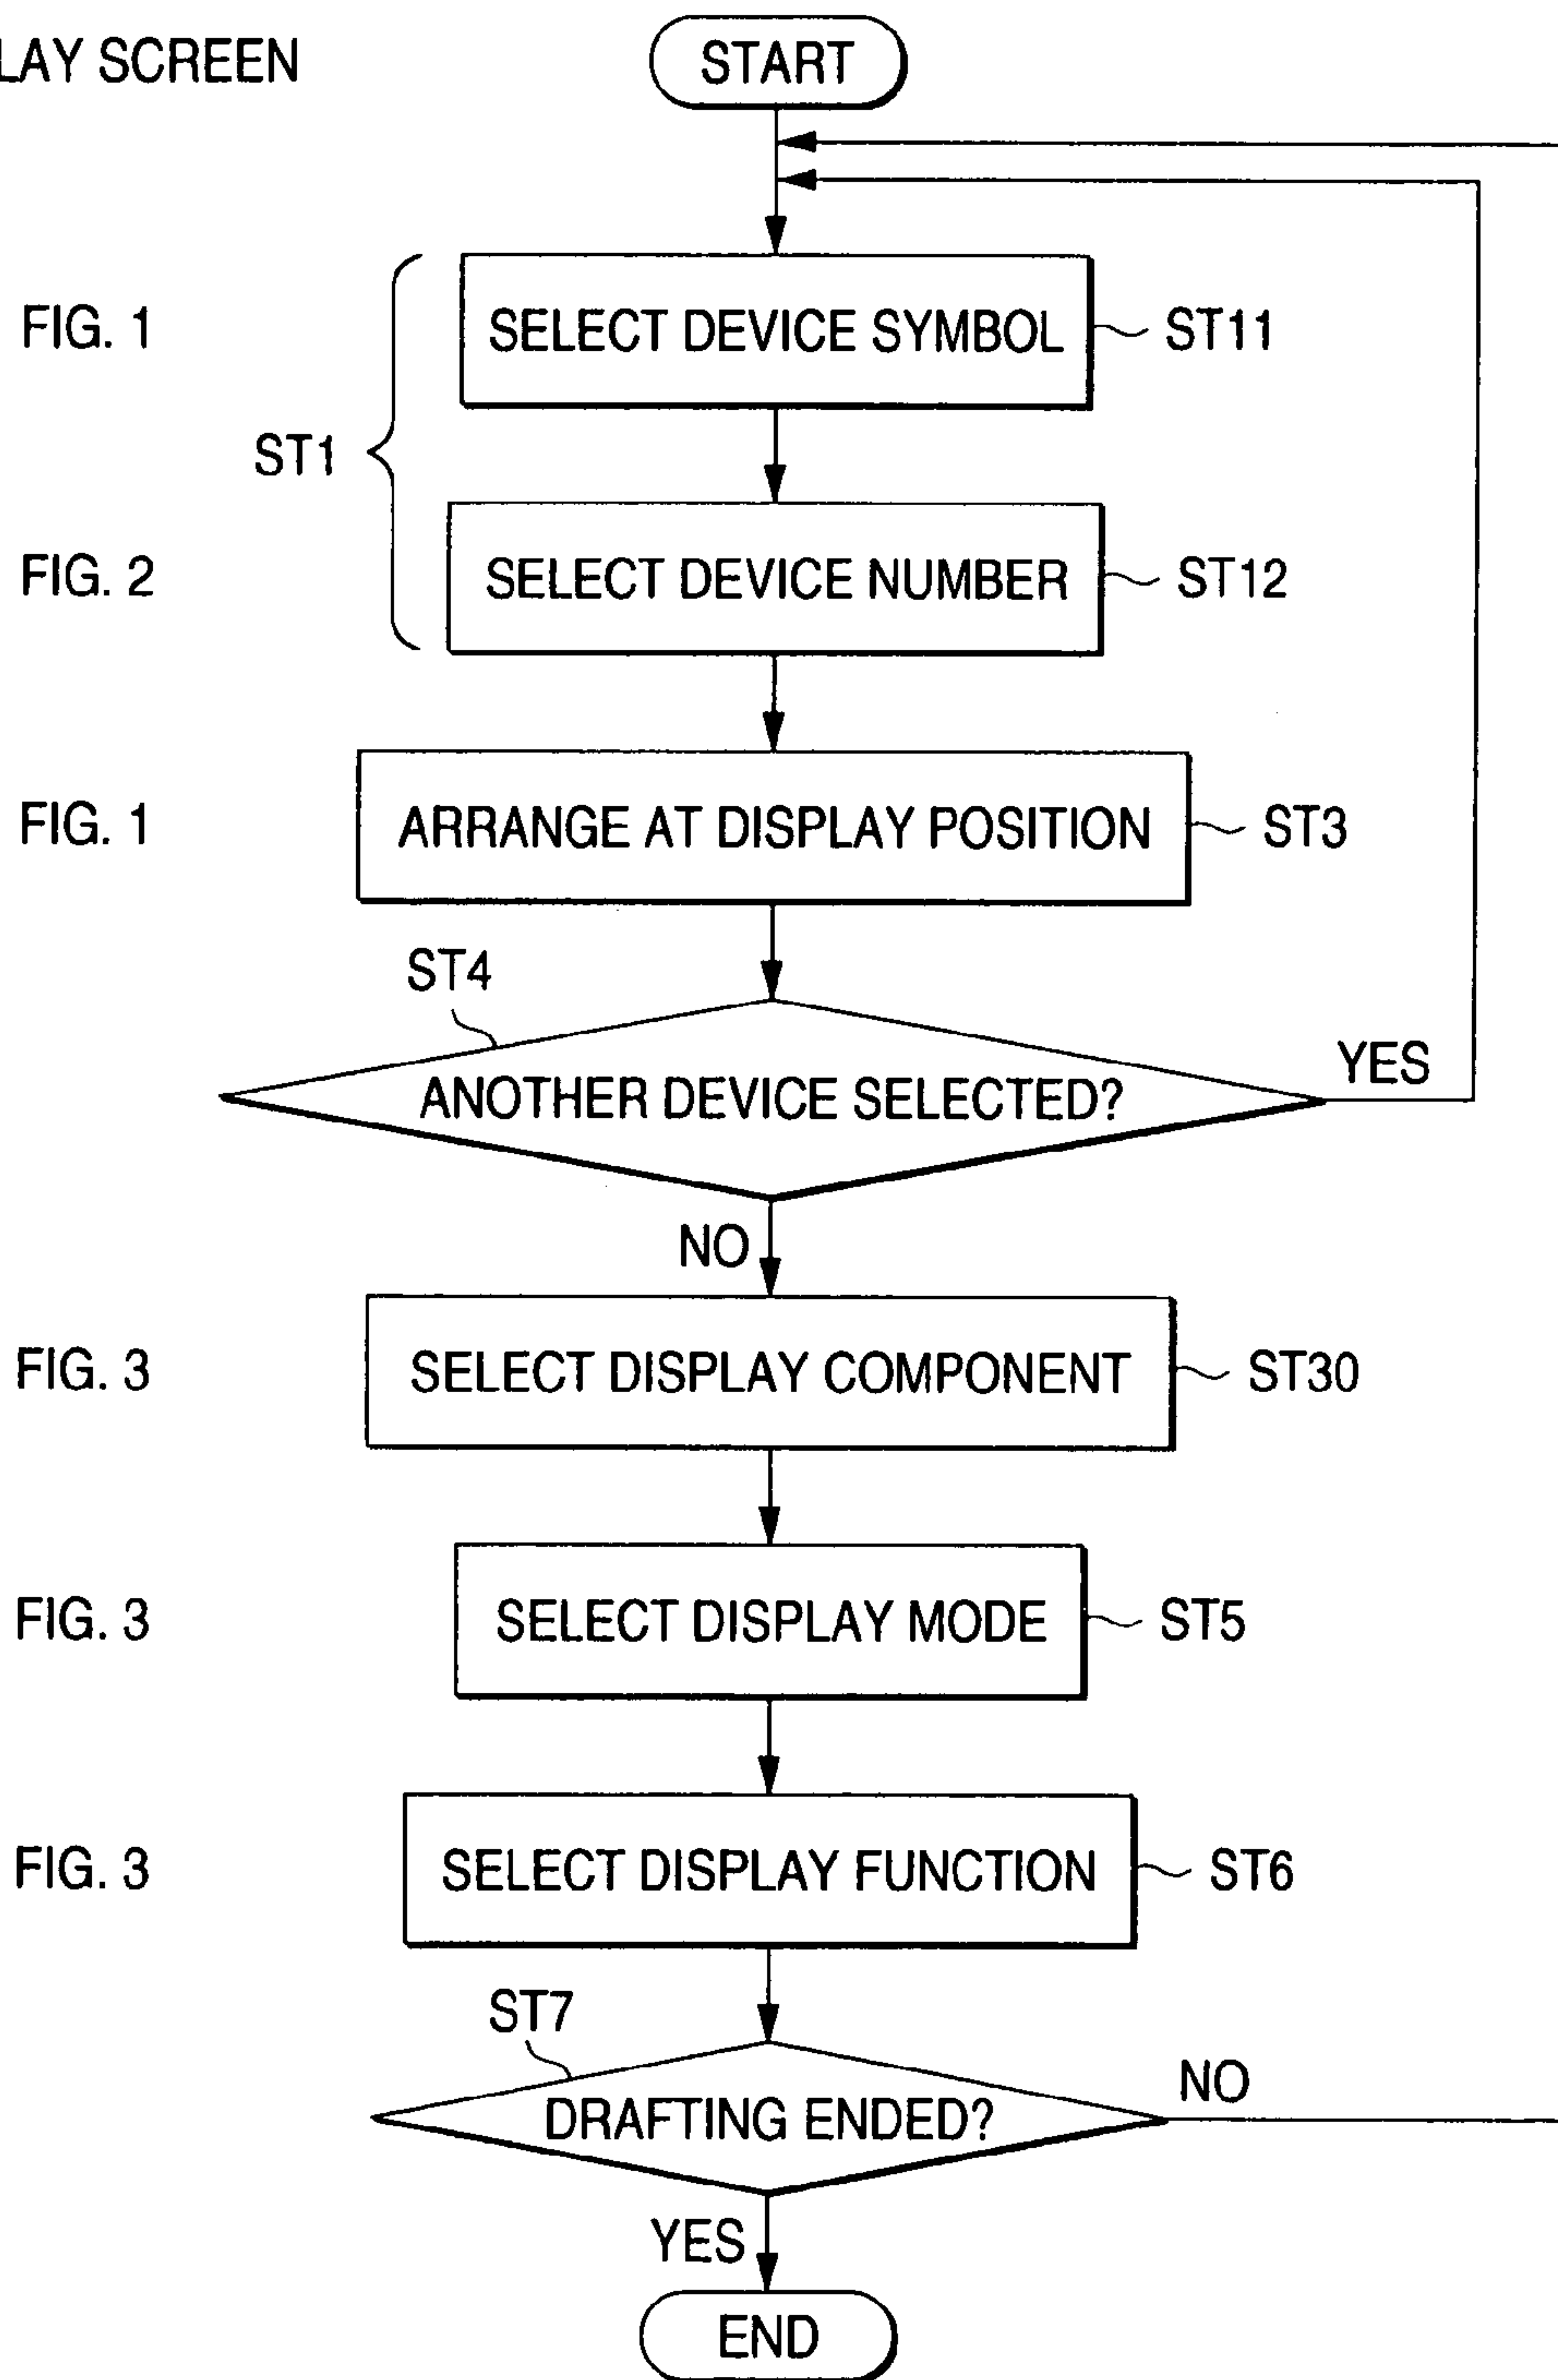 LAY SCREEN
START
FIG. 1
SELECT DEVICE SYMBOL
ST11
ST1
FIG. 2
SELECT DEVICE NUMBER
ST12
FIG. 1
ARRANGE AT DISPLAY POSITION
ST3
ST4
ANOTHER DEVICE SELECTED?
YES
NO
FIG. 3
SELECT DISPLAY COMPONENT
ST30
FIG. 3
SELECT DISPLAY MODE
ST5
FIG. 3
SELECT DISPLAY FUNCTION
ST6
ST7
DRAFTING ENDED?
NO
YES
END